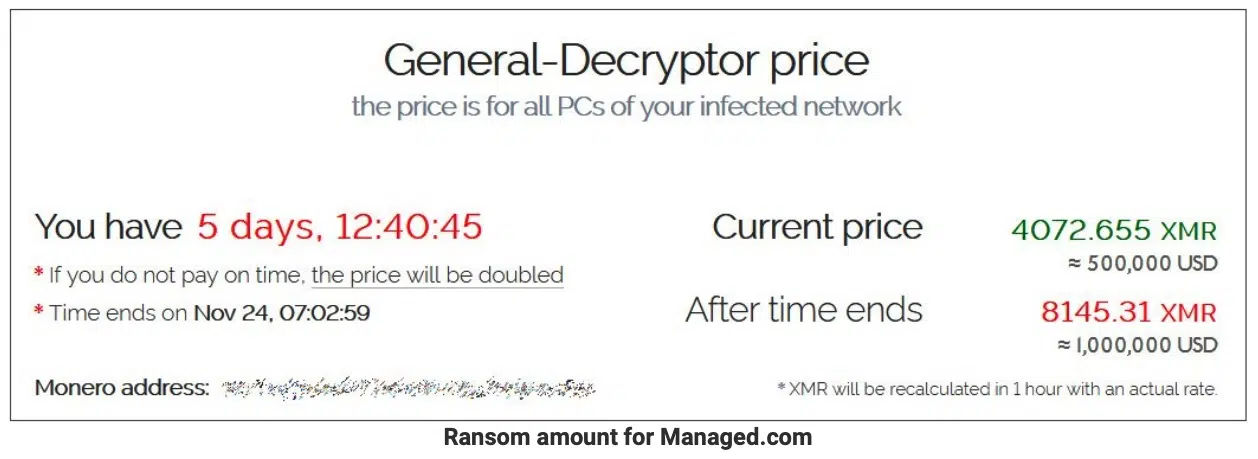 General-Decryptor price
the price is for all PCs of your infected network
You have 5 days, 12:40:45
* If you do not pay on time, the price will be doubled
* Time ends on Nov 24, 07:02:59
Current price 4072.655 XMR
≈ 500,000 USD
After time ends 8145.31 XMR
≈ 1,000,000 USD
Monero address:
* XMR will be recalculated in 1 hour with an actual rate.
Ransom amount for Managed.com